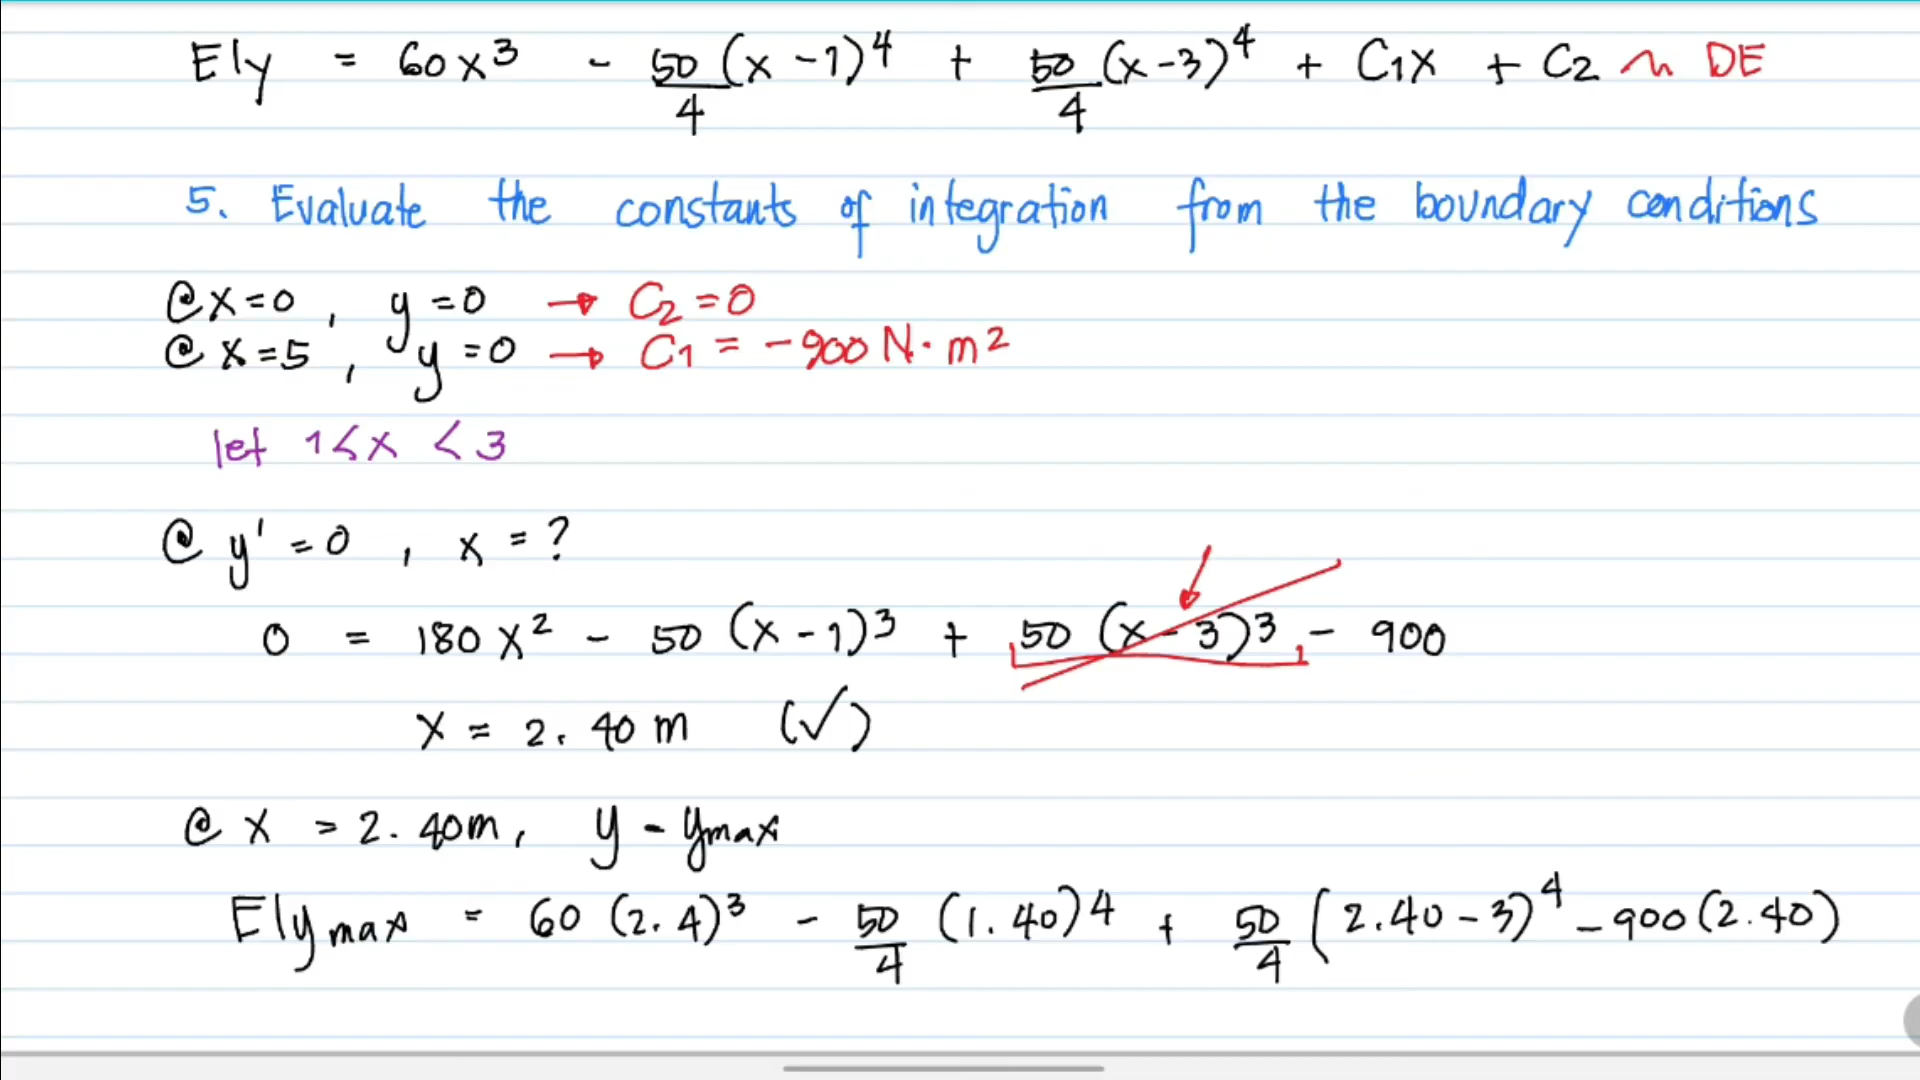 EIy = 60x³ - 50/4 (x - 1)⁴ + 50/4 (x - 3)⁴ + C₁x + C₂ ~ DE
5. Evaluate the constants of integration from the boundary conditions
@ x = 0 , y = 0 → C₂ = 0
@ x = 5 , y = 0 → C₁ = - 900 N·m²
let 1 < x < 3
@ y' = 0 , x = ?
0 = 180 x² - 50 (x - 1)³ + 50 (x - 3)³ - 900
x = 2.40 m (✓)
@ x = 2.40m, y - ymax
EIymax = 60 (2.4)³ - 50/4 (1.40)⁴ + 50/4 (2.40 - 3)⁴ - 900 (2.40)